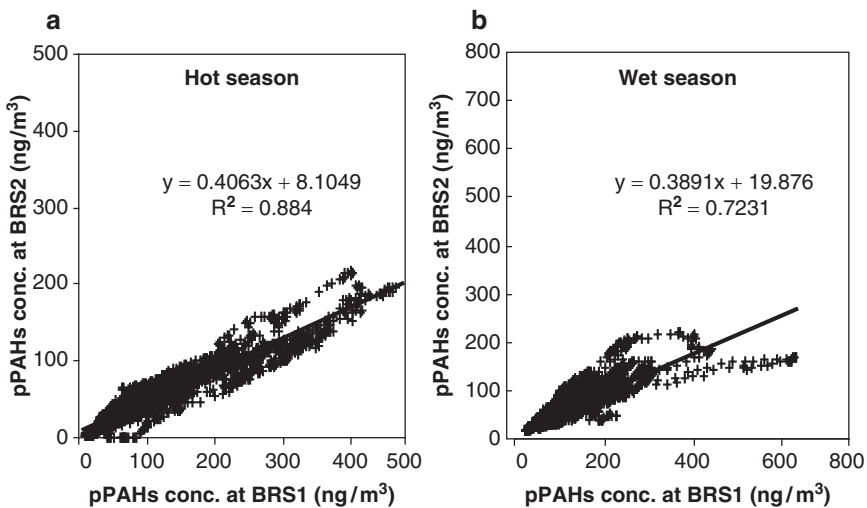 a
Hot season
y = 0.4063x + 8.1049
R² = 0.884
pPAHs conc. at BRS2 (ng/m³)
500
400
300
200
100
0
0 100 200 300 400 500
pPAHs conc. at BRS1 (ng/m³)
b
Wet season
y = 0.3891x + 19.876
R² = 0.7231
pPAHs conc. at BRS2 (ng/m³)
800
700
600
500
400
300
200
100
0
0 200 400 600 800
pPAHs conc. at BRS1 (ng/m³)